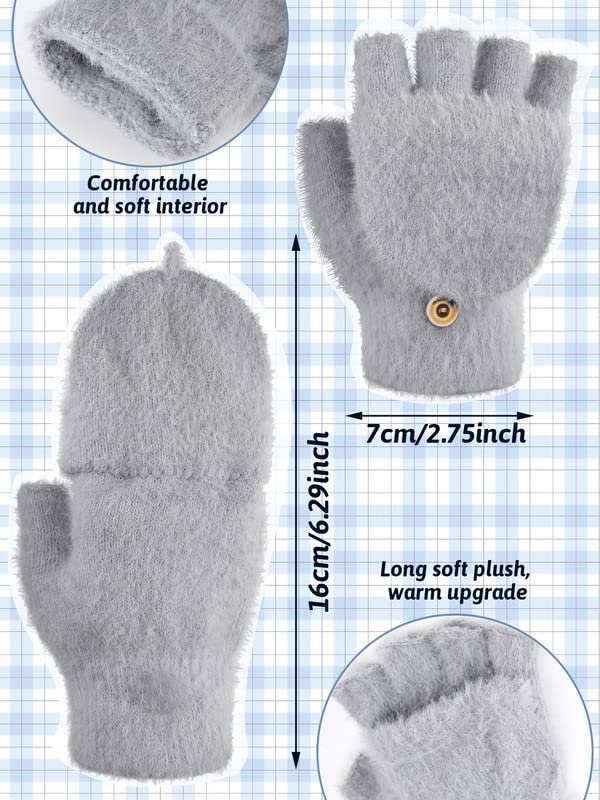 Comfortable
and soft interior
7cm/2.75inch
16cm/6.29inch
Long soft plush,
warm upgrade